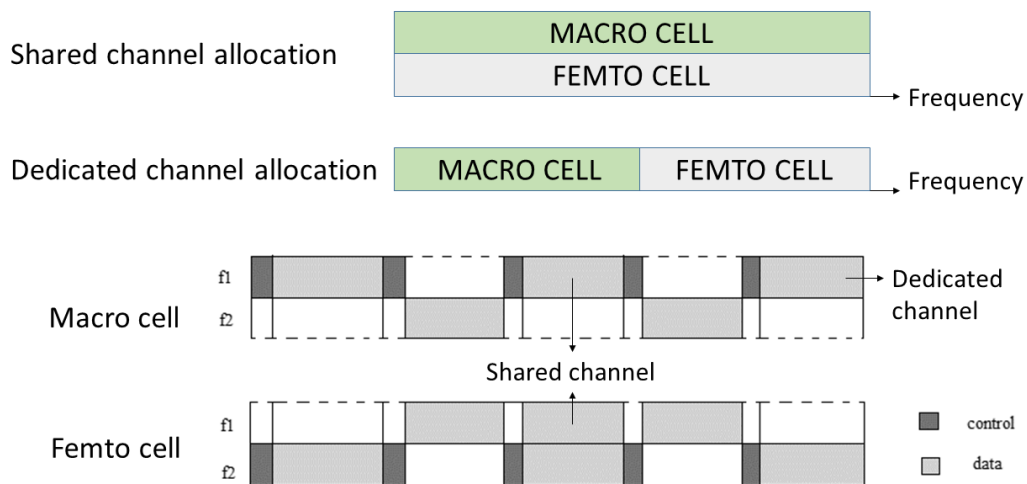 Shared channel allocation
MACRO CELL
FEMTO CELL
Frequency
Dedicated channel allocation
MACRO CELL
FEMTO CELL
Frequency
Macro cell
f1
f2
Dedicated
channel
Shared channel
Femto cell
f1
f2
control
data